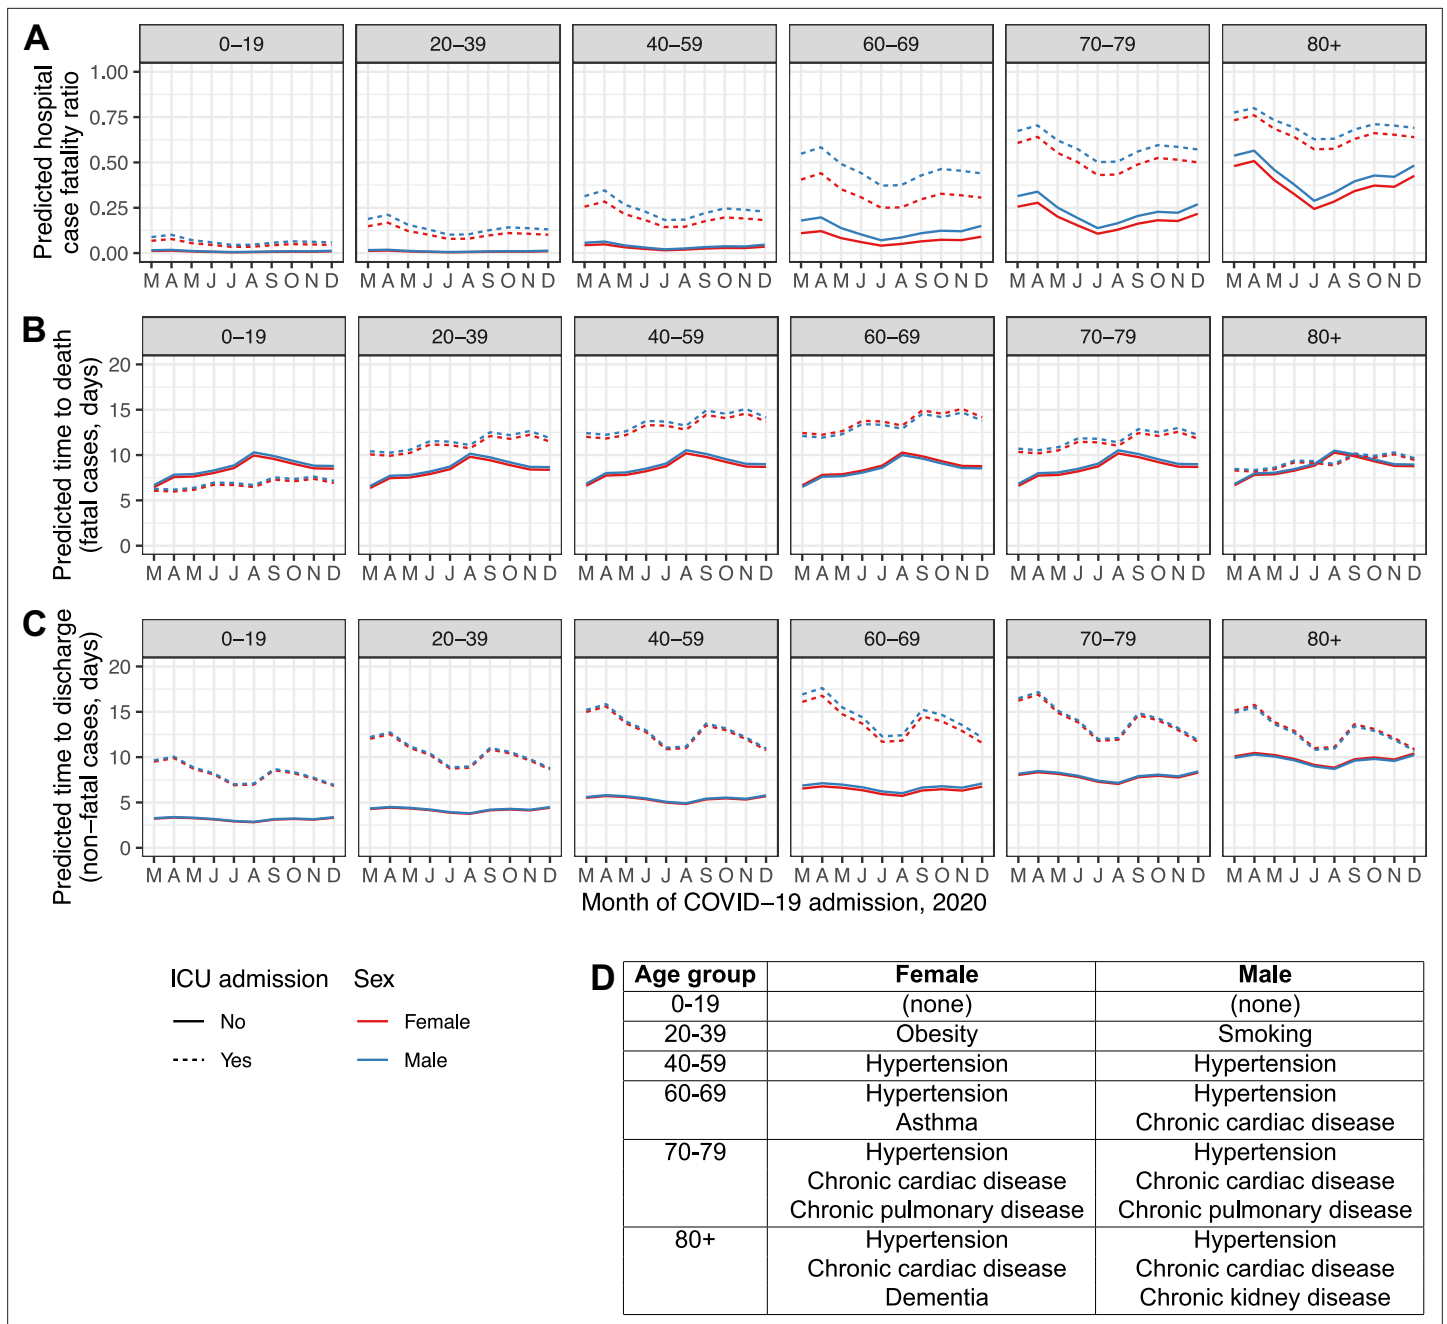 A
0–19 20–39 40–59 60–69 70–79 80+
Predicted hospital
case fatality ratio
1.00
0.75
0.50
0.25
0.00
M A M J J A S O N D M A M J J A S O N D M A M J J A S O N D M A M J J A S O N D M A M J J A S O N D M A M J J A S O N D
B
0–19 20–39 40–59 60–69 70–79 80+
Predicted time to death
(fatal cases, days)
20
15
10
5
0
M A M J J A S O N D M A M J J A S O N D M A M J J A S O N D M A M J J A S O N D M A M J J A S O N D M A M J J A S O N D
C
0–19 20–39 40–59 60–69 70–79 80+
Predicted time to discharge
(non–fatal cases, days)
20
15
10
5
0
M A M J J A S O N D M A M J J A S O N D M A M J J A S O N D M A M J J A S O N D M A M J J A S O N D M A M J J A S O N D
Month of COVID–19 admission, 2020
ICU admission
No
Yes
Sex
Female
Male
D
Age group Female Male
0-19 (none) (none)
20-39 Obesity Smoking
40-59 Hypertension Hypertension
60-69 Hypertension Hypertension
Asthma Chronic cardiac disease
70-79 Hypertension Hypertension
Chronic cardiac disease Chronic cardiac disease
Chronic pulmonary disease Chronic pulmonary disease
80+ Hypertension Hypertension
Chronic cardiac disease Chronic cardiac disease
Dementia Chronic kidney disease